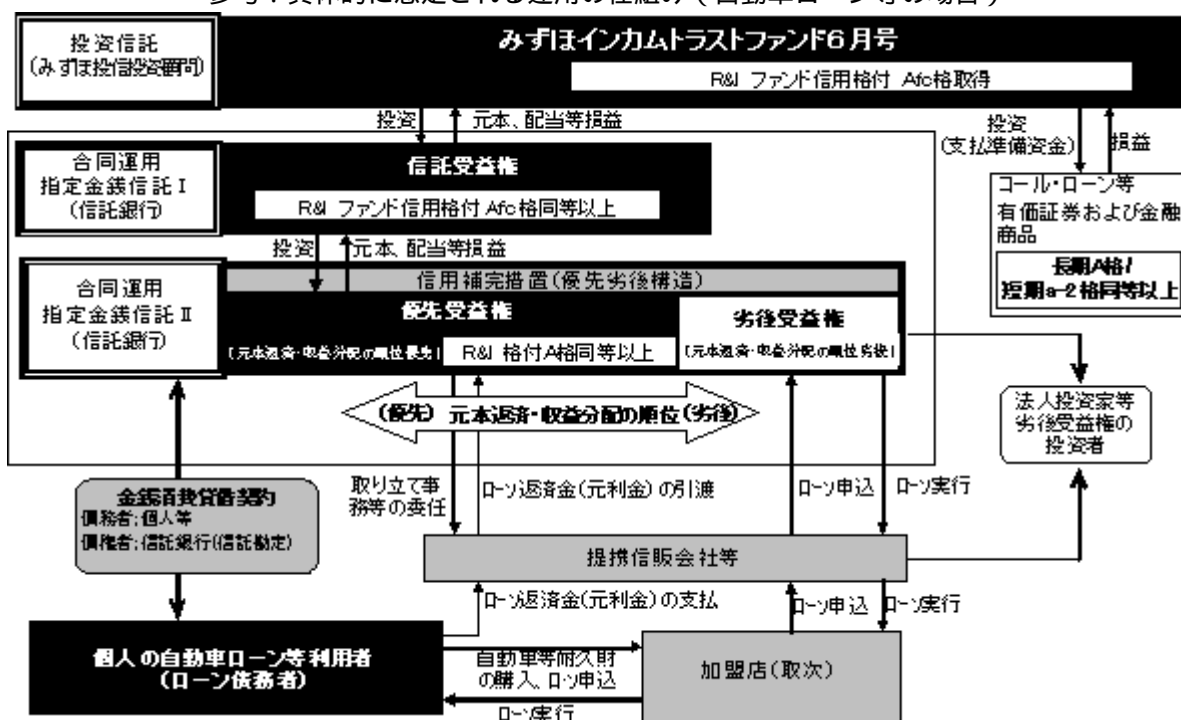 参考：具体的に想定される運用の仕組み（自動車ローン等の場合）
投資信託
(みずほ投信投資顧問)
みずほインカムトラストファンド6月号
R&I ファンド信用格付 Afc格取得
投資
元本、配当等損益
投資
(支払準備資金)
損益
合同運用
指定金銭信託Ⅰ
(信託銀行)
信託受益権
R&I ファンド信用格付 Afc格同等以上
コール・ローン等
有価証券および金融
商品
長期A格/
短期a-2格同等以上
投資
元本、配当等損益
合同運用
指定金銭信託Ⅱ
(信託銀行)
信用補完措置(優先劣後構造)
優先受益権
[元本返済・収益分配の順位優先]
R&I 格付A格同等以上
劣後受益権
[元本返済・収益分配の順位劣後]
(優先) 元本返済・収益分配の順位(劣後)
法人投資家等
劣後受益権の
投資者
金銭消費貸借契約
債務者;個人等
債権者;信託銀行(信託勘定)
取り立て事
務等の委任
ローン返済金(元利金)の引渡
ローン申込
ローン実行
提携信販会社等
ローン返済金(元利金)の支払
ローン申込
ローン実行
個人の自動車ローン等利用者
(ローン債務者)
自動車等耐久財
の購入、ローン申込
ローン実行
加盟店(取次)